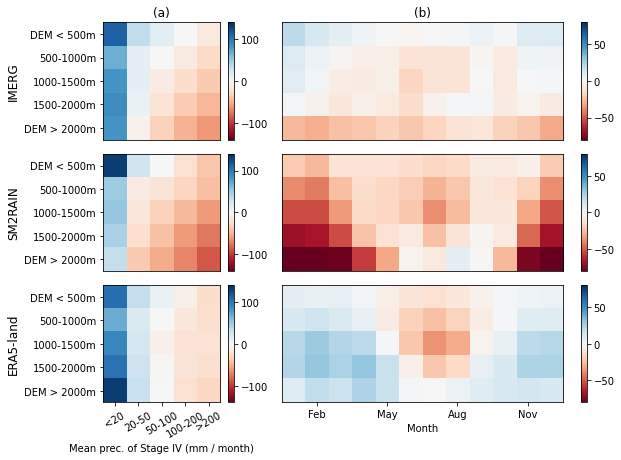 (a)
(b)
IMERG
DEM < 500m
500-1000m
1000-1500m
1500-2000m
DEM > 2000m
100
0
−100
50
0
−50
SM2RAIN
DEM < 500m
500-1000m
1000-1500m
1500-2000m
DEM > 2000m
100
0
−100
50
0
−50
ERA5-land
DEM < 500m
500-1000m
1000-1500m
1500-2000m
DEM > 2000m
100
0
−100
50
0
−50
<20
20-50
50-100
100-200
>200
Mean prec. of Stage IV (mm / month)
Feb
May
Aug
Nov
Month